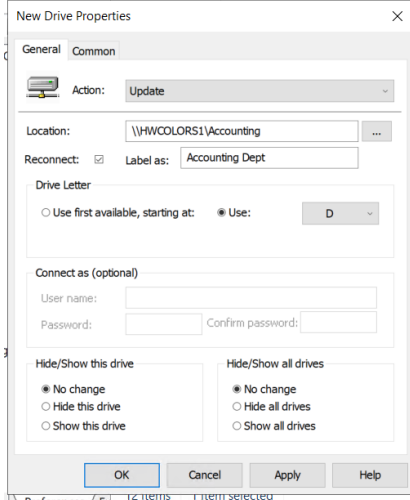 New Drive Properties
General Common
Action: Update
Location: \\HWCOLORS1\Accounting ...
Reconnect: Label as: Accounting Dept
Drive Letter
Use first available, starting at: Use: D
Connect as (optional)
User name:
Password: Confirm password:
Hide/Show this drive Hide/Show all drives
No change No change
Hide this drive Hide all drives
Show this drive Show all drives
OK Cancel Apply Help
12 items 1 item selected